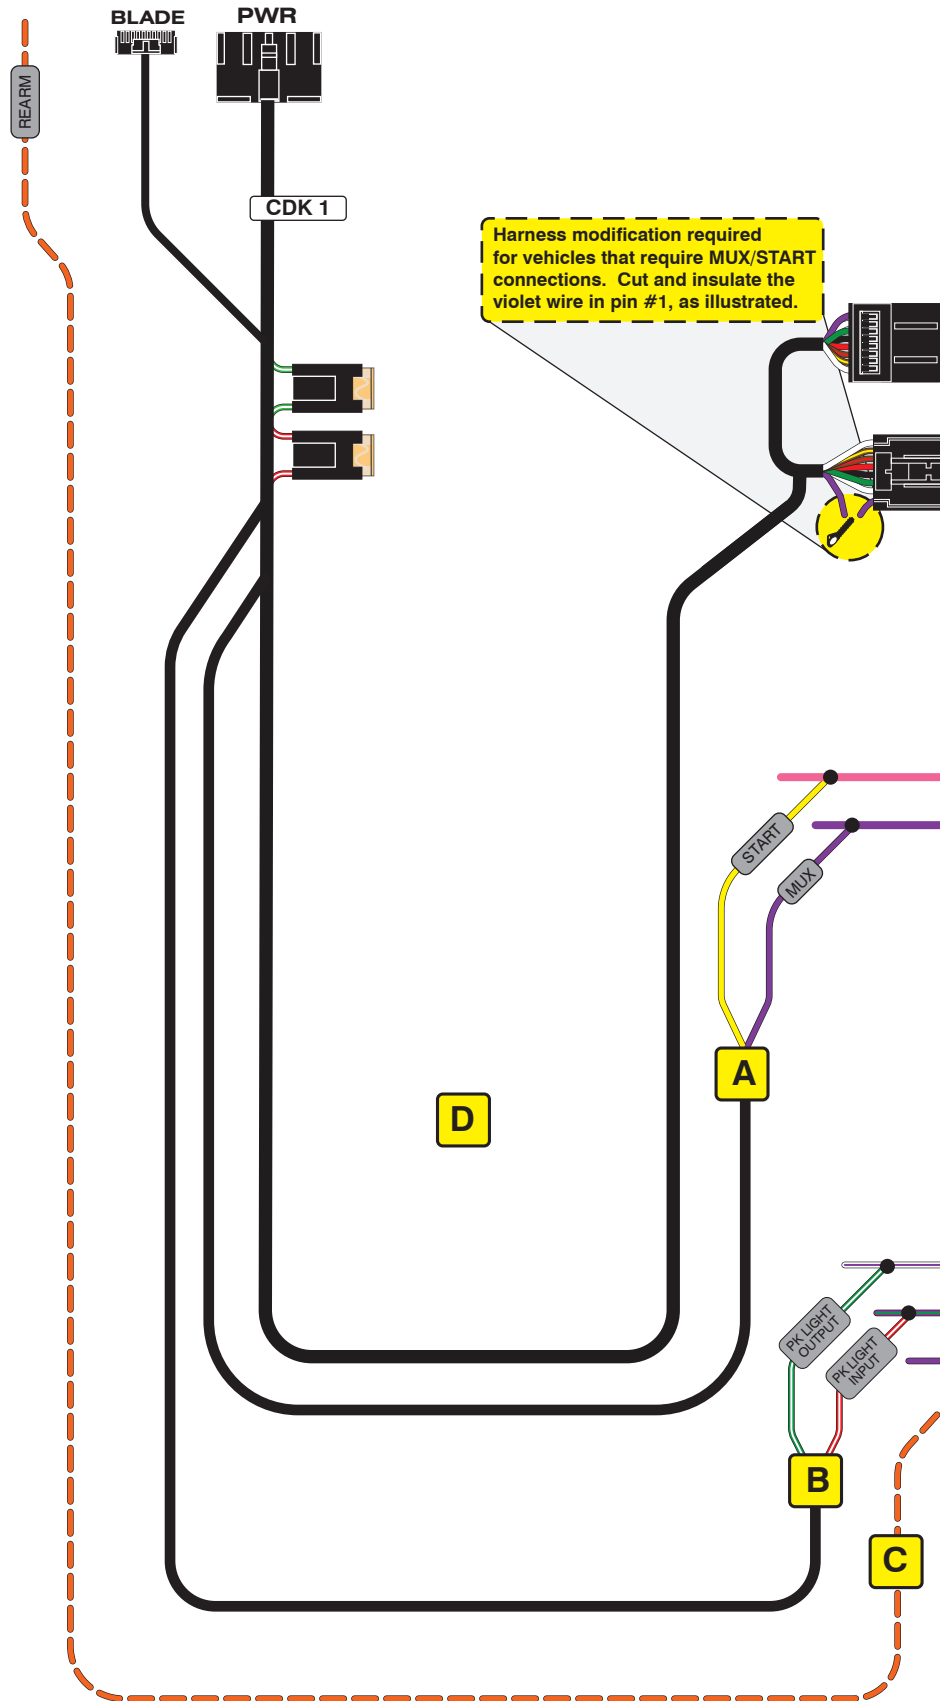 BLADE
PWR
REARM
CDK 1
Harness modification required
for vehicles that require MUX/START
connections. Cut and insulate the
violet wire in pin #1, as illustrated.
START
MUX
A
D
PK LIGHT
OUTPUT
PK LIGHT
INPUT
B
C